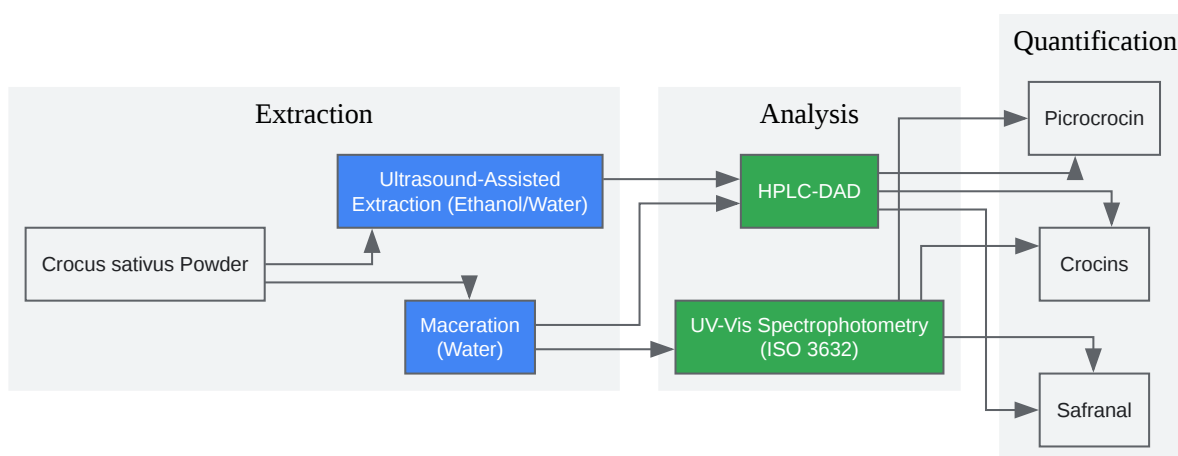 Quantification
Extraction
Analysis
Picrocrocin
Ultrasound-Assisted
Extraction (Ethanol/Water)
HPLC-DAD
Crocus sativus Powder
Crocins
Maceration
(Water)
UV-Vis Spectrophotometry
(ISO 3632)
Safranal